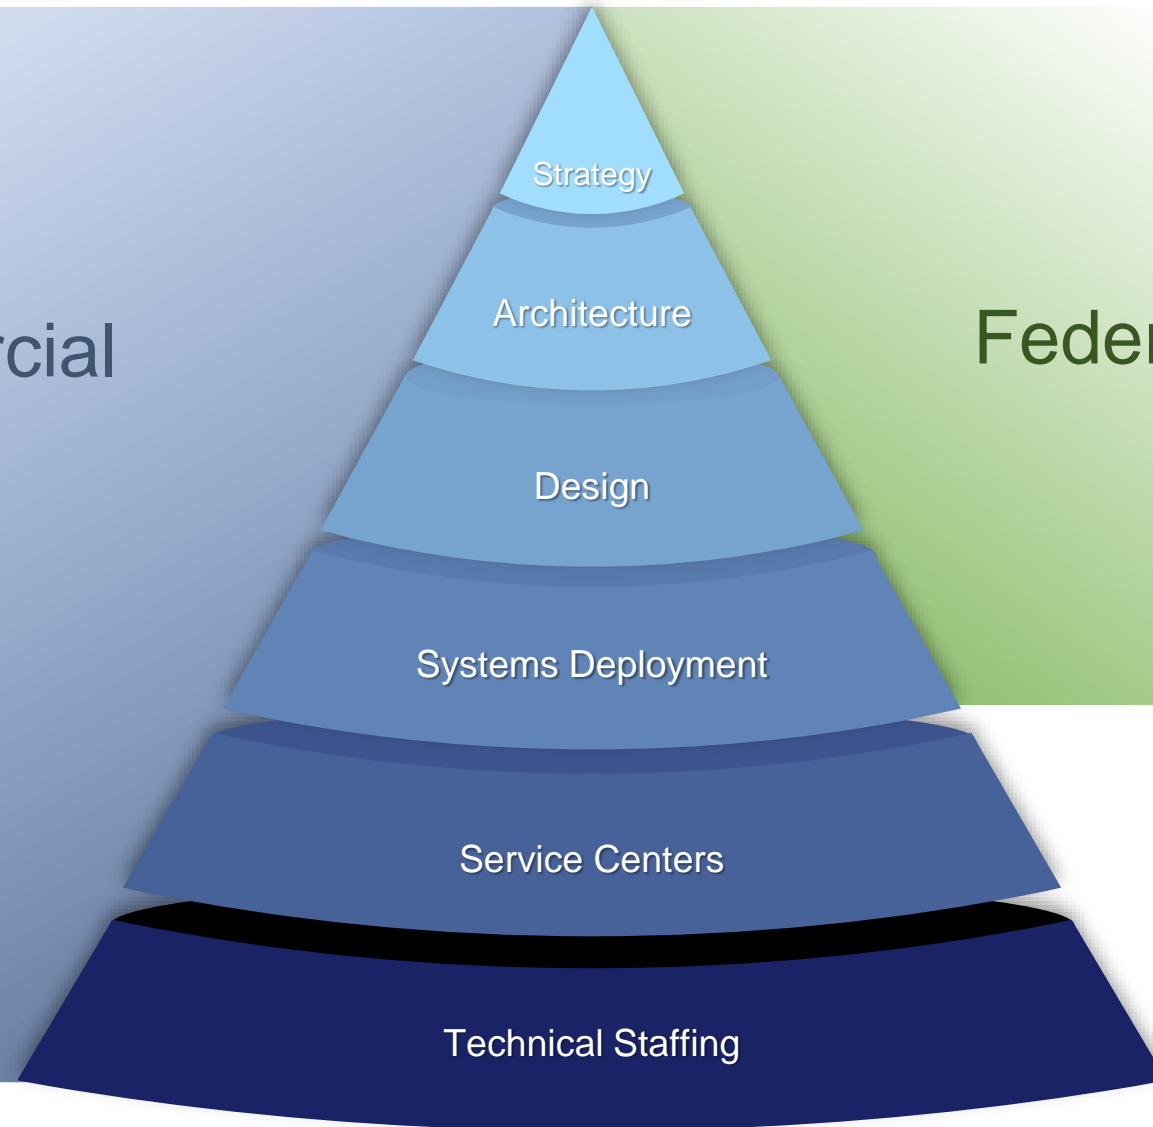 Strategy
Architecture
rcial
Feder
Design
Systems Deployment
Service Centers
Technical Staffing